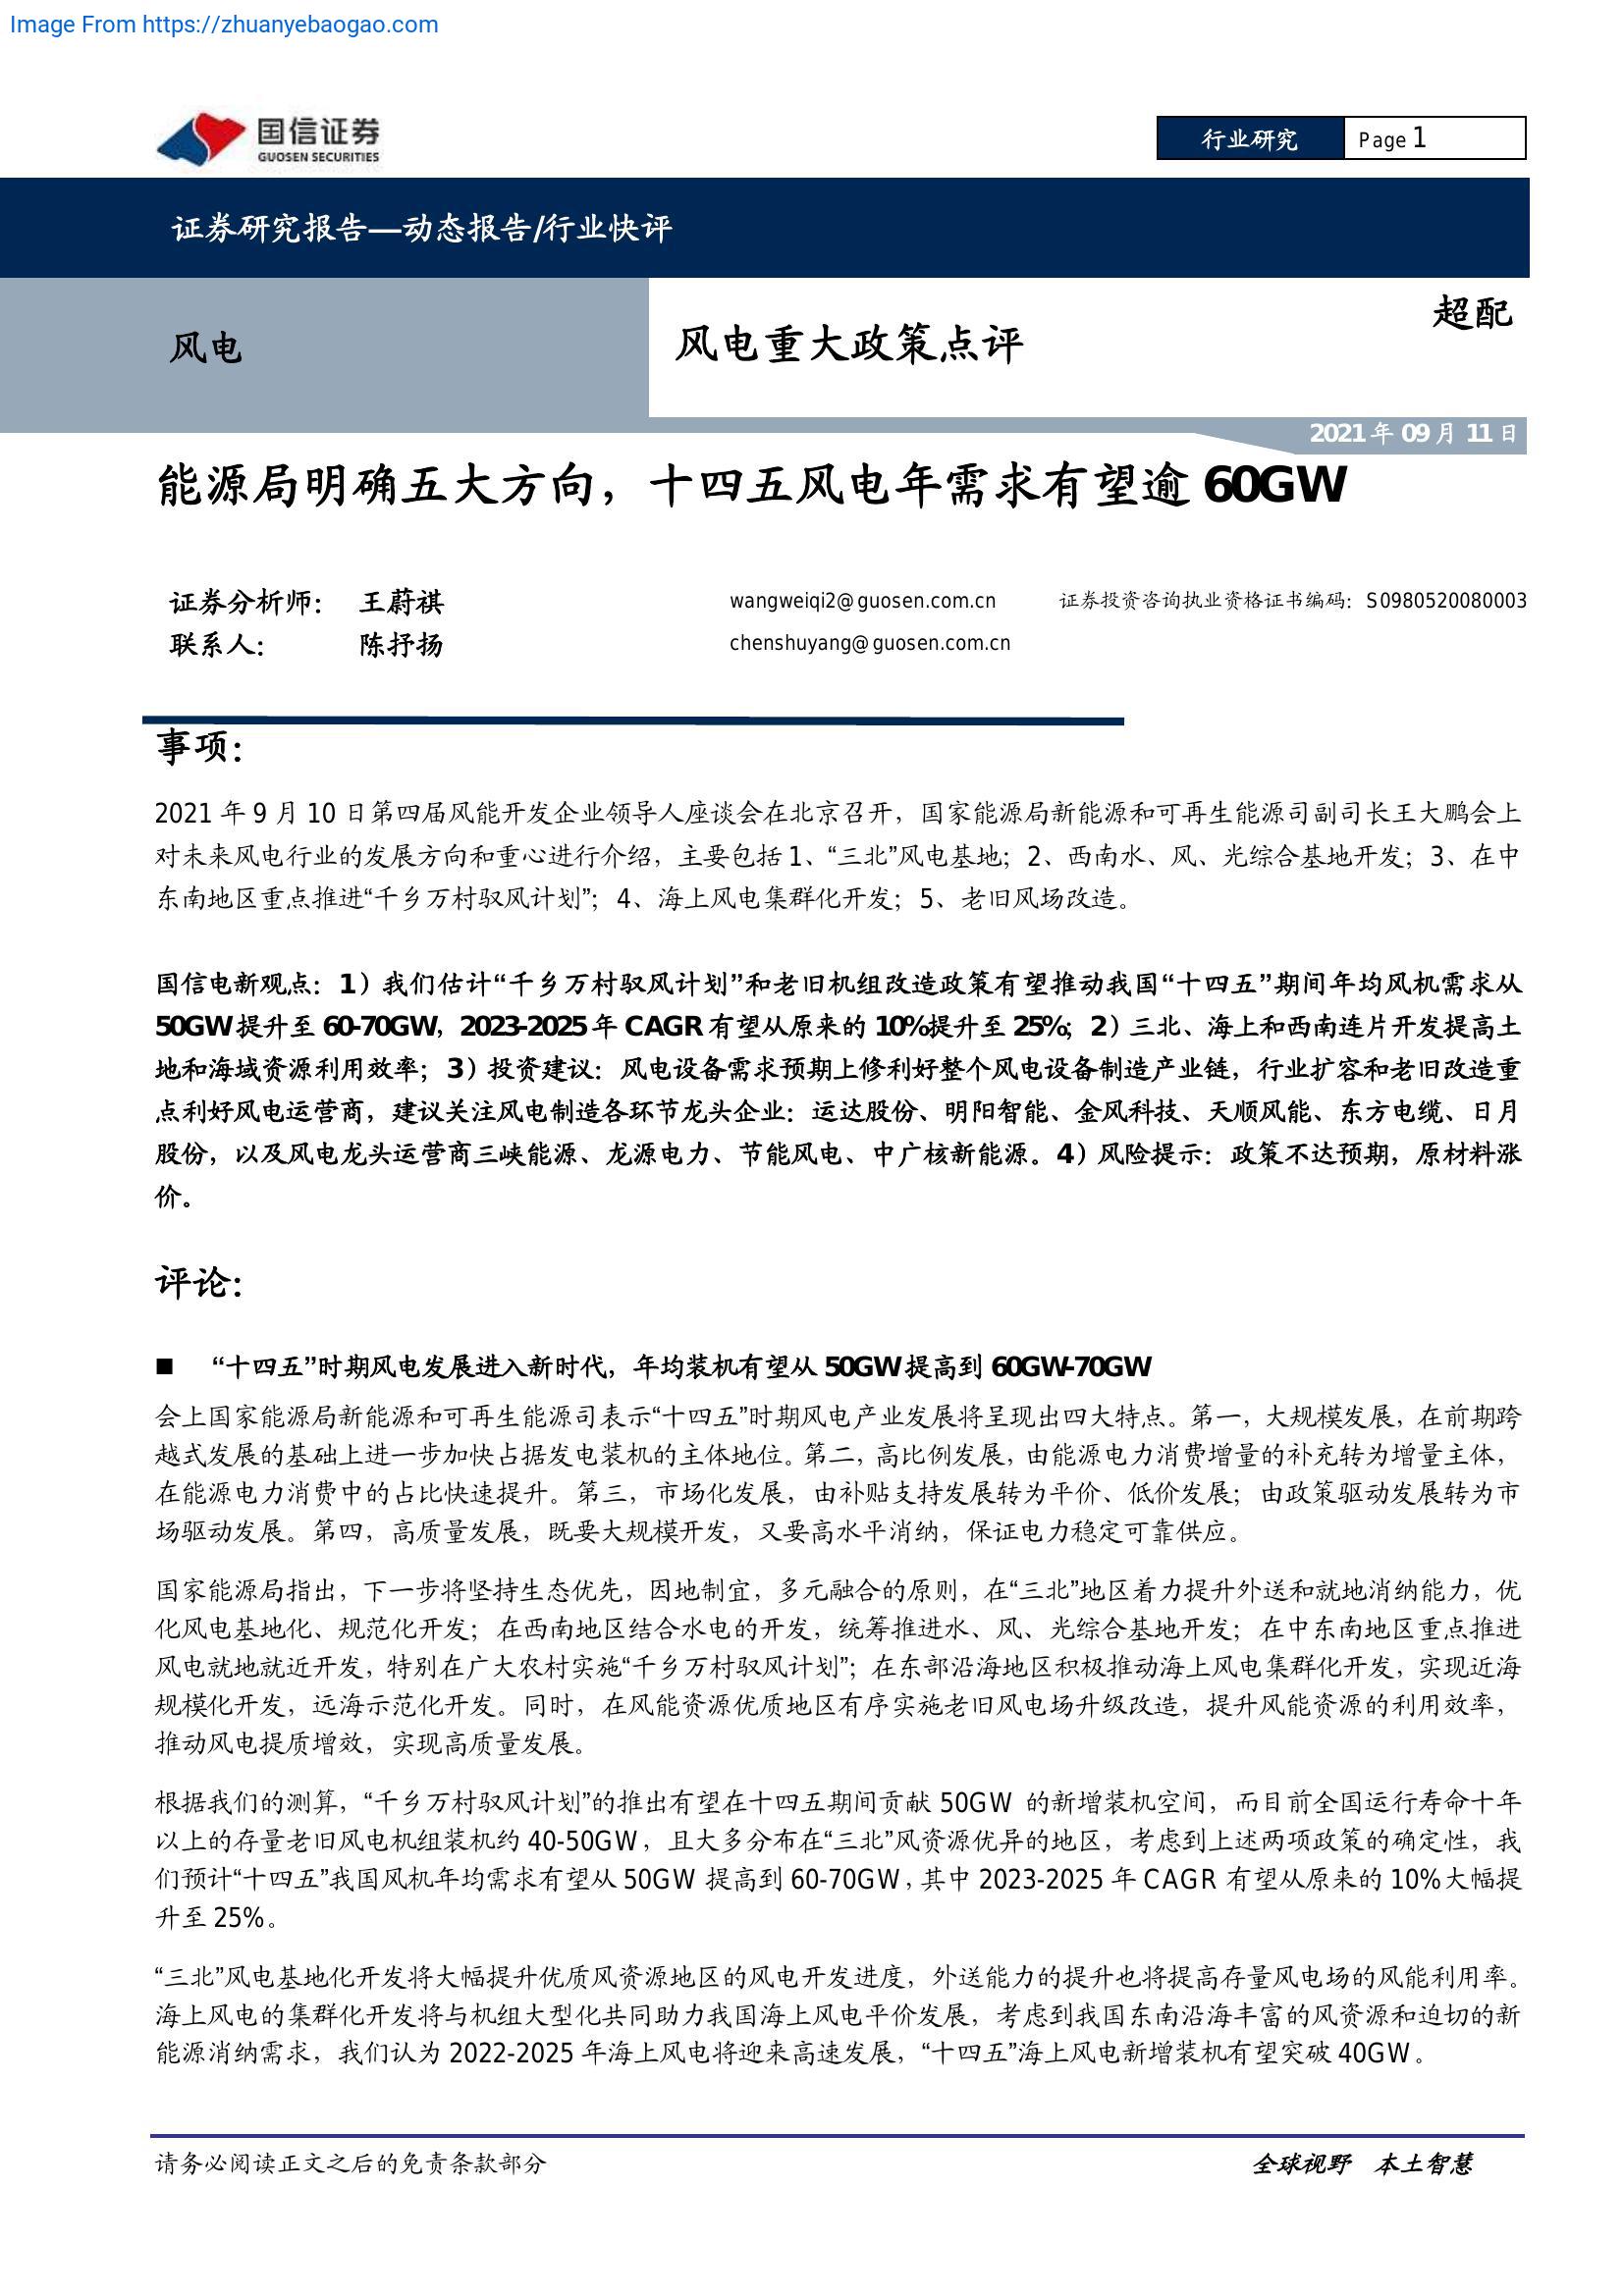 Image From https://zhuanyebaogao.com
国信证券
GUOSEN SECURITIES
行业研究
Page 1
证券研究报告—动态报告/行业快评
风电
风电重大政策点评
超配
2021 年 09 月 11 日
能源局明确五大方向，十四五风电年需求有望逾 60GW
证券分析师： 王蔚祺 wangweiqi2@guosen.com.cn 证券投资咨询执业资格证书编码：S0980520080003
联系人： 陈抒扬 chenshuyang@guosen.com.cn
事项：
2021 年 9 月 10 日第四届风能开发企业领导人座谈会在北京召开，国家能源局新能源和可再生能源司副司长王大鹏会上
对未来风电行业的发展方向和重心进行介绍，主要包括 1、“三北”风电基地；2、西南水、风、光综合基地开发；3、在中
东南地区重点推进“千乡万村驭风计划”；4、海上风电集群化开发；5、老旧风场改造。
国信电新观点：1）我们估计“千乡万村驭风计划”和老旧机组改造政策有望推动我国“十四五”期间年均风机需求从
50GW 提升至 60-70GW，2023-2025 年 CAGR 有望从原来的 10%提升至 25%；2）三北、海上和西南连片开发提高土
地和海域资源利用效率；3）投资建议：风电设备需求预期上修利好整个风电设备制造产业链，行业扩容和老旧改造重
点利好风电运营商，建议关注风电制造各环节龙头企业：运达股份、明阳智能、金风科技、天顺风能、东方电缆、日月
股份，以及风电龙头运营商三峡能源、龙源电力、节能风电、中广核新能源。4）风险提示：政策不达预期，原材料涨
价。
评论：
■ “十四五”时期风电发展进入新时代，年均装机有望从 50GW 提高到 60GW-70GW
会上国家能源局新能源和可再生能源司表示“十四五”时期风电产业发展将呈现出四大特点。第一，大规模发展，在前期跨
越式发展的基础上进一步加快占据发电装机的主体地位。第二，高比例发展，由能源电力消费增量的补充转为增量主体，
在能源电力消费中的占比快速提升。第三，市场化发展，由补贴支持发展转为平价、低价发展；由政策驱动发展转为市
场驱动发展。第四，高质量发展，既要大规模开发，又要高水平消纳，保证电力稳定可靠供应。
国家能源局指出，下一步将坚持生态优先，因地制宜，多元融合的原则，在“三北”地区着力提升外送和就地消纳能力，优
化风电基地化、规范化开发；在西南地区结合水电的开发，统筹推进水、风、光综合基地开发；在中东南地区重点推进
风电就地就近开发，特别在广大农村实施“千乡万村驭风计划”；在东部沿海地区积极推动海上风电集群化开发，实现近海
规模化开发，远海示范化开发。同时，在风能资源优质地区有序实施老旧风电场升级改造，提升风能资源的利用效率，
推动风电提质增效，实现高质量发展。
根据我们的测算，“千乡万村驭风计划”的推出有望在十四五期间贡献 50GW 的新增装机空间，而目前全国运行寿命十年
以上的存量老旧风电机组装机约 40-50GW，且大多分布在“三北”风资源优异的地区，考虑到上述两项政策的确定性，我
们预计“十四五”我国风机年均需求有望从 50GW 提高到 60-70GW，其中 2023-2025 年 CAGR 有望从原来的 10%大幅提
升至 25%。
“三北”风电基地化开发将大幅提升优质风资源地区的风电开发进度，外送能力的提升也将提高存量风电场的风能利用率。
海上风电的集群化开发将与机组大型化共同助力我国海上风电平价发展，考虑到我国东南沿海丰富的风资源和迫切的新
能源消纳需求，我们认为 2022-2025 年海上风电将迎来高速发展，“十四五”海上风电新增装机有望突破 40GW。
请务必阅读正文之后的免责条款部分
全球视野 本土智慧